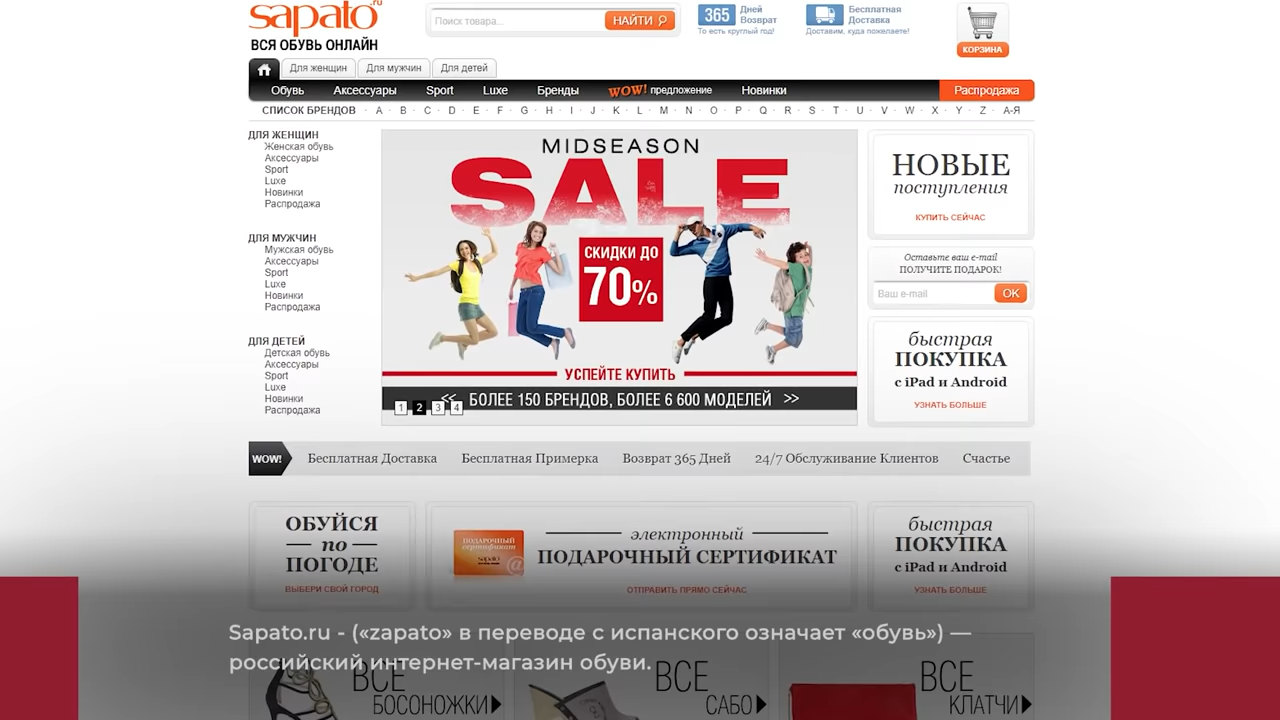 sapato.ru
ВСЯ ОБУВЬ ОНЛАЙН
Поиск товара...
НАЙТИ
365 Дней Возврат
То есть круглый год!
Бесплатная Доставка
Доставим, куда пожелаете!
КОРЗИНА
Для женщин Для мужчин Для детей
Обувь Аксессуары Sport Luxe Бренды WOW! предложение Новинки Распродажа
СПИСОК БРЕНДОВ · A · B · C · D · E · F · G · H · I · J · K · L · M · N · O · P · Q · R · S · T · U · V · W · X · Y · Z · А-Я
ДЛЯ ЖЕНЩИН
Женская обувь
Аксессуары
Sport
Luxe
Новинки
Распродажа
ДЛЯ МУЖЧИН
Мужская обувь
Аксессуары
Sport
Luxe
Новинки
Распродажа
ДЛЯ ДЕТЕЙ
Детская обувь
Аксессуары
Sport
Luxe
Новинки
Распродажа
MIDSEASON
SALE
СКИДКИ ДО
70%
УСПЕЙТЕ КУПИТЬ
<< БОЛЕЕ 150 БРЕНДОВ, БОЛЕЕ 6 600 МОДЕЛЕЙ >>
1 2 3 4
НОВЫЕ
поступления
КУПИТЬ СЕЙЧАС
Оставьте ваш e-mail
ПОЛУЧИТЕ ПОДАРОК!
Ваш e-mail OK
быстрая
ПОКУПКА
с iPad и Android
УЗНАТЬ БОЛЬШЕ
WOW! Бесплатная Доставка Бесплатная Примерка Возврат 365 Дней 24/7 Обслуживание Клиентов Счастье
ОБУЙСЯ
по
ПОГОДЕ
ВЫБЕРИ СВОЙ ГОРОД
ПОДАРОЧНЫЙ
сертификат
sapato
@
электронный
ПОДАРОЧНЫЙ СЕРТИФИКАТ
ОТПРАВИТЬ ПРЯМО СЕЙЧАС
быстрая
ПОКУПКА
с iPad и Android
УЗНАТЬ БОЛЬШЕ
Sapato.ru - («zapato» в переводе с испанского означает «обувь») —
российский интернет-магазин обуви.
ВСЕ
БОСОНОЖКИ
ВСЕ
САБО
ВСЕ
КЛАТЧИ